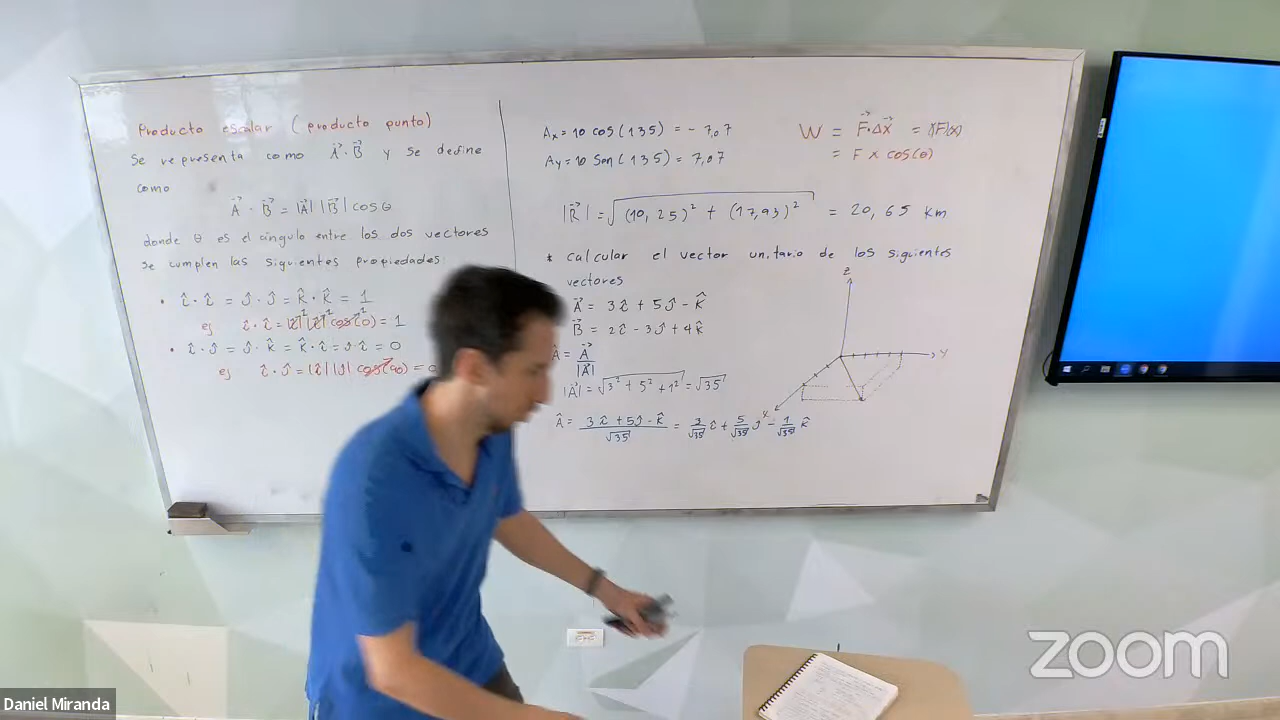 Producto escalar (producto punto)
Se representa como A⃗ · B⃗ y se define
como
A⃗ · B⃗ = |A⃗| |B⃗| cosθ
donde θ es el ángulo entre los dos vectores
se cumplen las siguientes propiedades:
• î · î = ĵ · ĵ = k̂ · k̂ = 1
ej î · î = |î| |î| cos(0) = 1
• î · ĵ = ĵ · k̂ = k̂ · î = ĵ · î = 0
ej î · ĵ = |î| |ĵ| cos(90) = 0
Ax = 10 cos(135) = - 7,07
Ay = 10 Sen(135) = 7,07
|R⃗| = √(10,25)² + (17,93)² = 20,65 km
* calcular el vector unitario de los siguientes
vectores
A⃗ = 3î + 5ĵ - k̂
B⃗ = 2î - 3ĵ + 4k̂
Â = A⃗ / |A⃗|
|A⃗| = √3² + 5² + 1² = √35
Â = 3î + 5ĵ - k̂ / √35 = 3/√35 î + 5/√35 ĵ - 1/√35 k̂
W = F⃗ · Δx⃗ = (F)(x)
= F x cos(θ)
z
y
x
zoom
Daniel Miranda